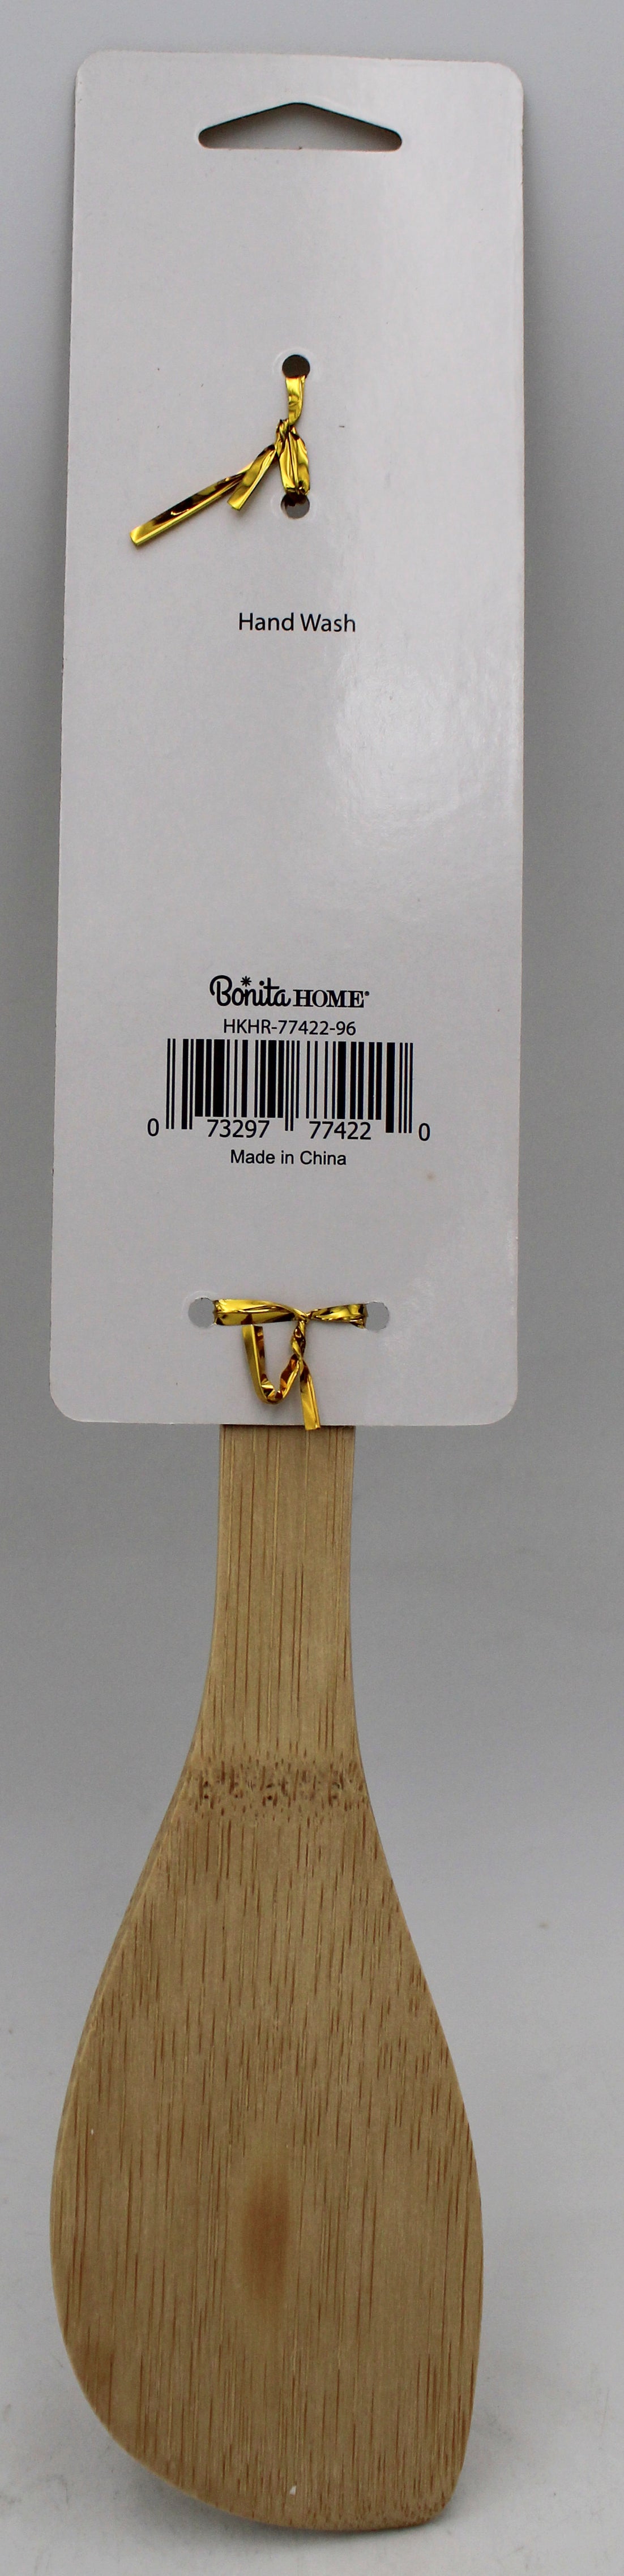 Hand Wash
Bonita HOME®
HKHR-77422-96
0 73297 77422 0
Made in China